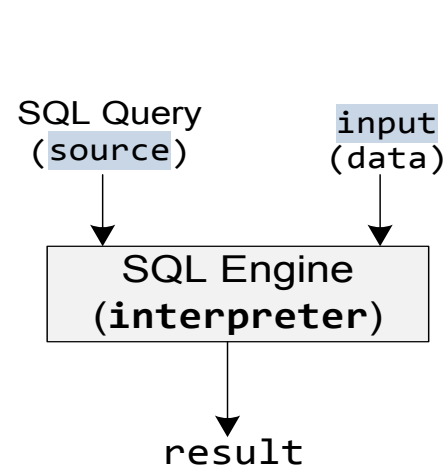 SQL Query
(source)
input
(data)
SQL Engine
(interpreter)
result